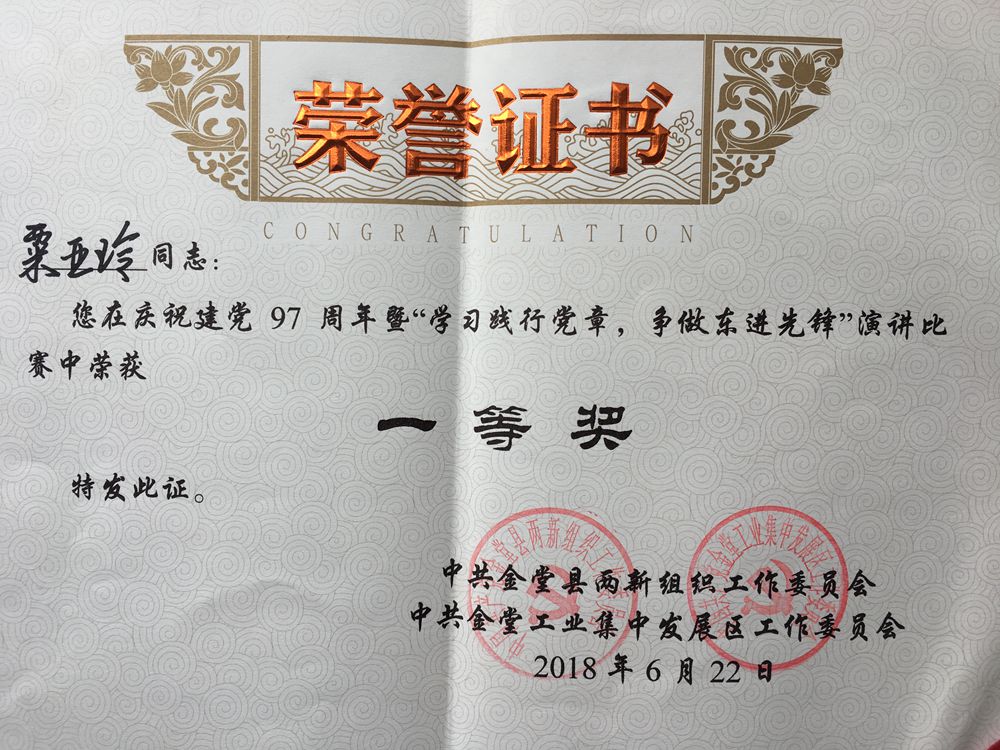 荣誉证书
CONGRATULATION
粟亚玲同志：
您在庆祝建党 97 周年暨“学习践行党章，争做东进先锋”演讲比
赛中荣获
一等奖
特发此证。
中共金堂县两新组织工作委员会
中共金堂工业集中发展区工作委员会
2018 年 6 月 22 日